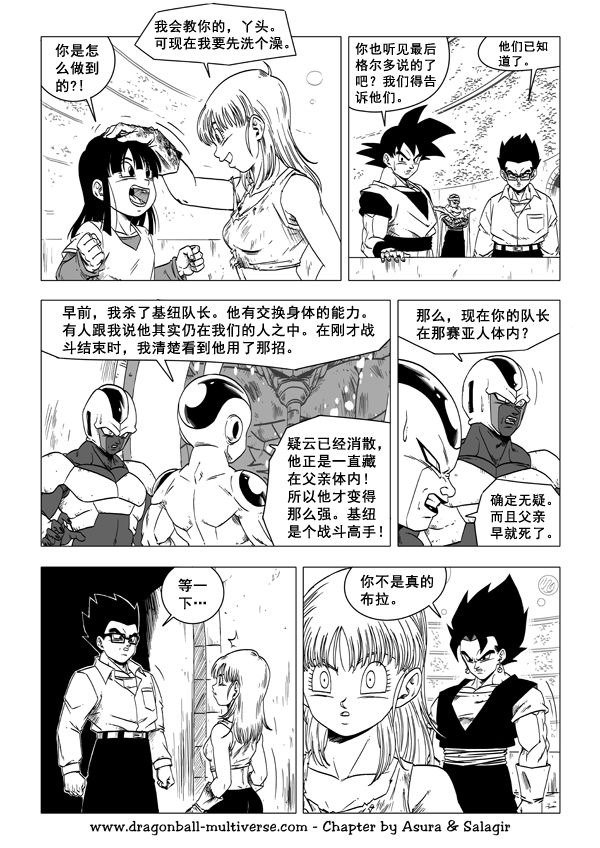 你是怎
么做到
的?!
我会教你的，丫头。
可现在我要先洗个澡。
你也听见最后
格尔多说的了
吧？我们得告
诉他们。
他们已知
道了。
早前，我杀了基纽队长。他有交换身体的能力。
有人跟我说他其实仍在我们的人之中。在刚才战
斗结束时，我清楚看到他用了那招。
疑云已经消散，
他正是一直藏
在父亲体内！
所以他才变得
那么强。基纽
是个战斗高手！
那么，现在你的队长
在那赛亚人体内？
确定无疑。
而且父亲
早就死了。
等一
下…
你不是真的
布拉。
www.dragonball-multiverse.com - Chapter by Asura & Salagir